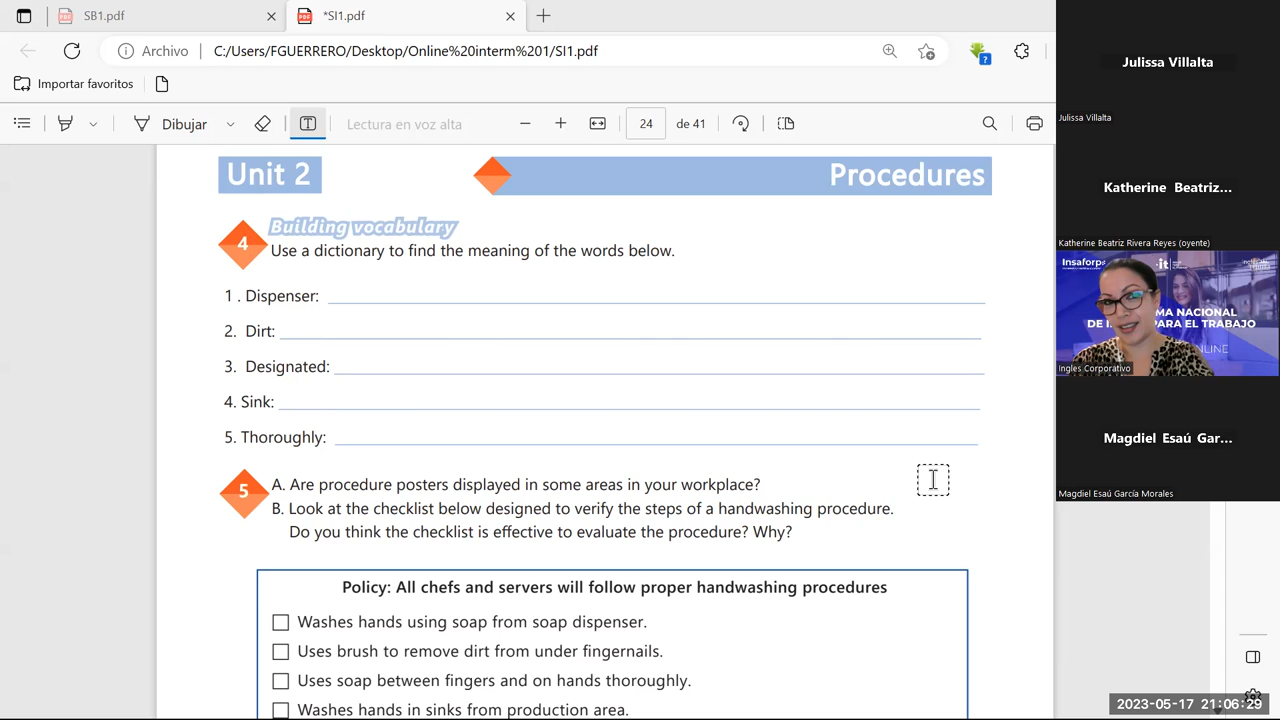 SB1.pdf
*SI1.pdf
Archivo
C:/Users/FGUERRERO/Desktop/Online%20interm%201/SI1.pdf
Importar favoritos
Dibujar
Lectura en voz alta
24
de 41
Unit 2
Procedures
4
Building vocabulary
Use a dictionary to find the meaning of the words below.
1 . Dispenser:
2. Dirt:
3. Designated:
4. Sink:
5. Thoroughly:
5
A. Are procedure posters displayed in some areas in your workplace?
B. Look at the checklist below designed to verify the steps of a handwashing procedure.
Do you think the checklist is effective to evaluate the procedure? Why?
Policy: All chefs and servers will follow proper handwashing procedures
Washes hands using soap from soap dispenser.
Uses brush to remove dirt from under fingernails.
Uses soap between fingers and on hands thoroughly.
Washes hands in sinks from production area.
Julissa Villalta
Julissa Villalta
Katherine Beatriz...
Katherine Beatriz Rivera Reyes (oyente)
Insaforp
MA NACIONAL
DE I PARA EL TRABAJO
NLINE
Ingles Corporativo
Magdiel Esaú Gar...
Magdiel Esaú García Morales
2023-05-17 21:06:29